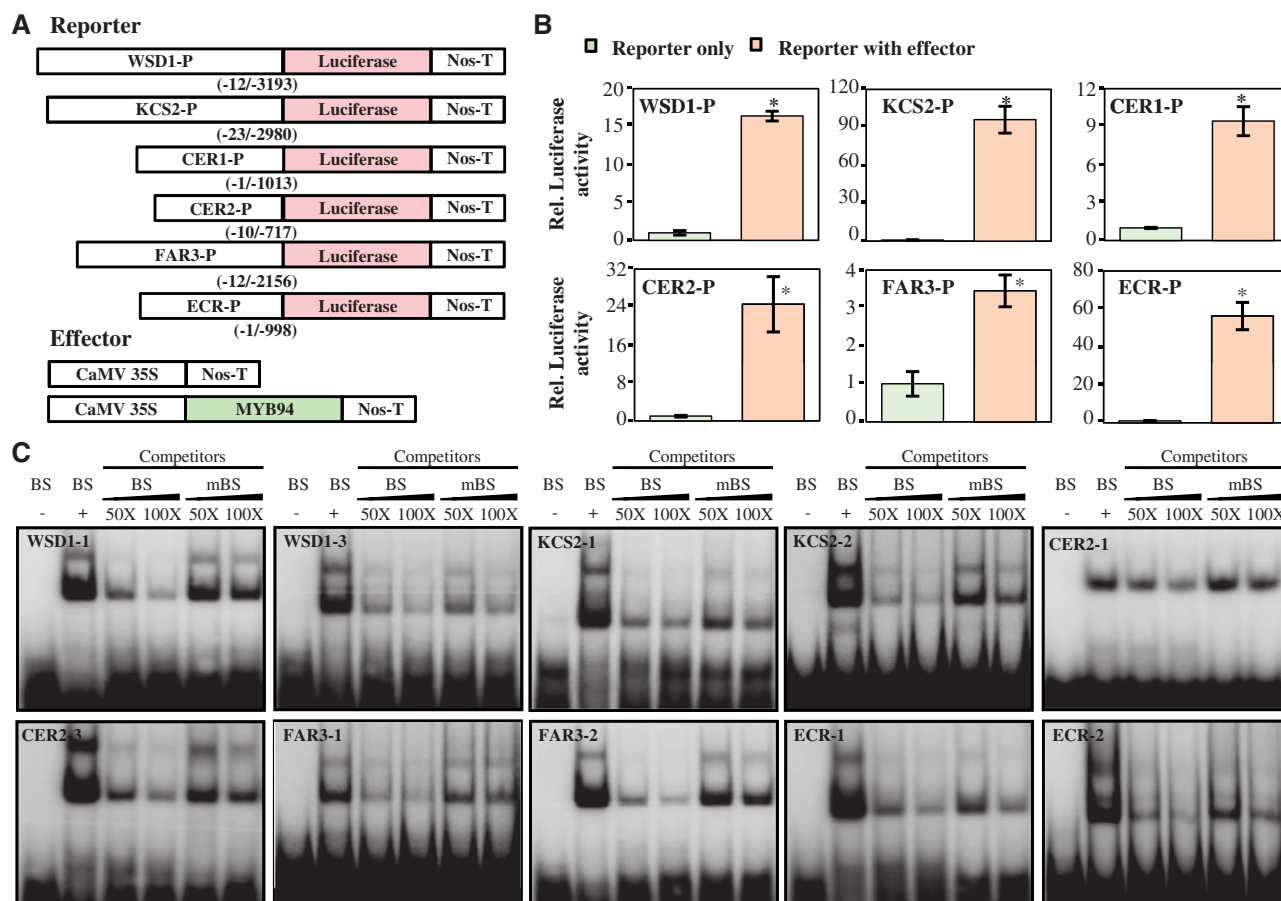 A Reporter
WSD1-P Luciferase Nos-T
(-12/-3193)
KCS2-P Luciferase Nos-T
(-23/-2980)
CER1-P Luciferase Nos-T
(-1/-1013)
CER2-P Luciferase Nos-T
(-10/-717)
FAR3-P Luciferase Nos-T
(-12/-2156)
ECR-P Luciferase Nos-T
(-1/-998)
Effector
CaMV 35S Nos-T
CaMV 35S MYB94 Nos-T
B Reporter only Reporter with effector
Rel. Luciferase activity
20
15
10
5
0
WSD1-P *
120
90
60
30
0
KCS2-P *
12
9
6
3
0
CER1-P *
Rel. Luciferase activity
32
24
16
8
0
CER2-P *
4
3
2
1
0
FAR3-P *
80
60
40
20
0
ECR-P *
C
Competitors Competitors Competitors Competitors Competitors
BS BS BS mBS BS BS BS mBS BS BS BS mBS BS BS BS mBS BS BS BS mBS
- + 50X 100X 50X 100X - + 50X 100X 50X 100X - + 50X 100X 50X 100X - + 50X 100X 50X 100X - + 50X 100X 50X 100X
WSD1-1 WSD1-3 KCS2-1 KCS2-2 CER2-1
CER2-3 FAR3-1 FAR3-2 ECR-1 ECR-2